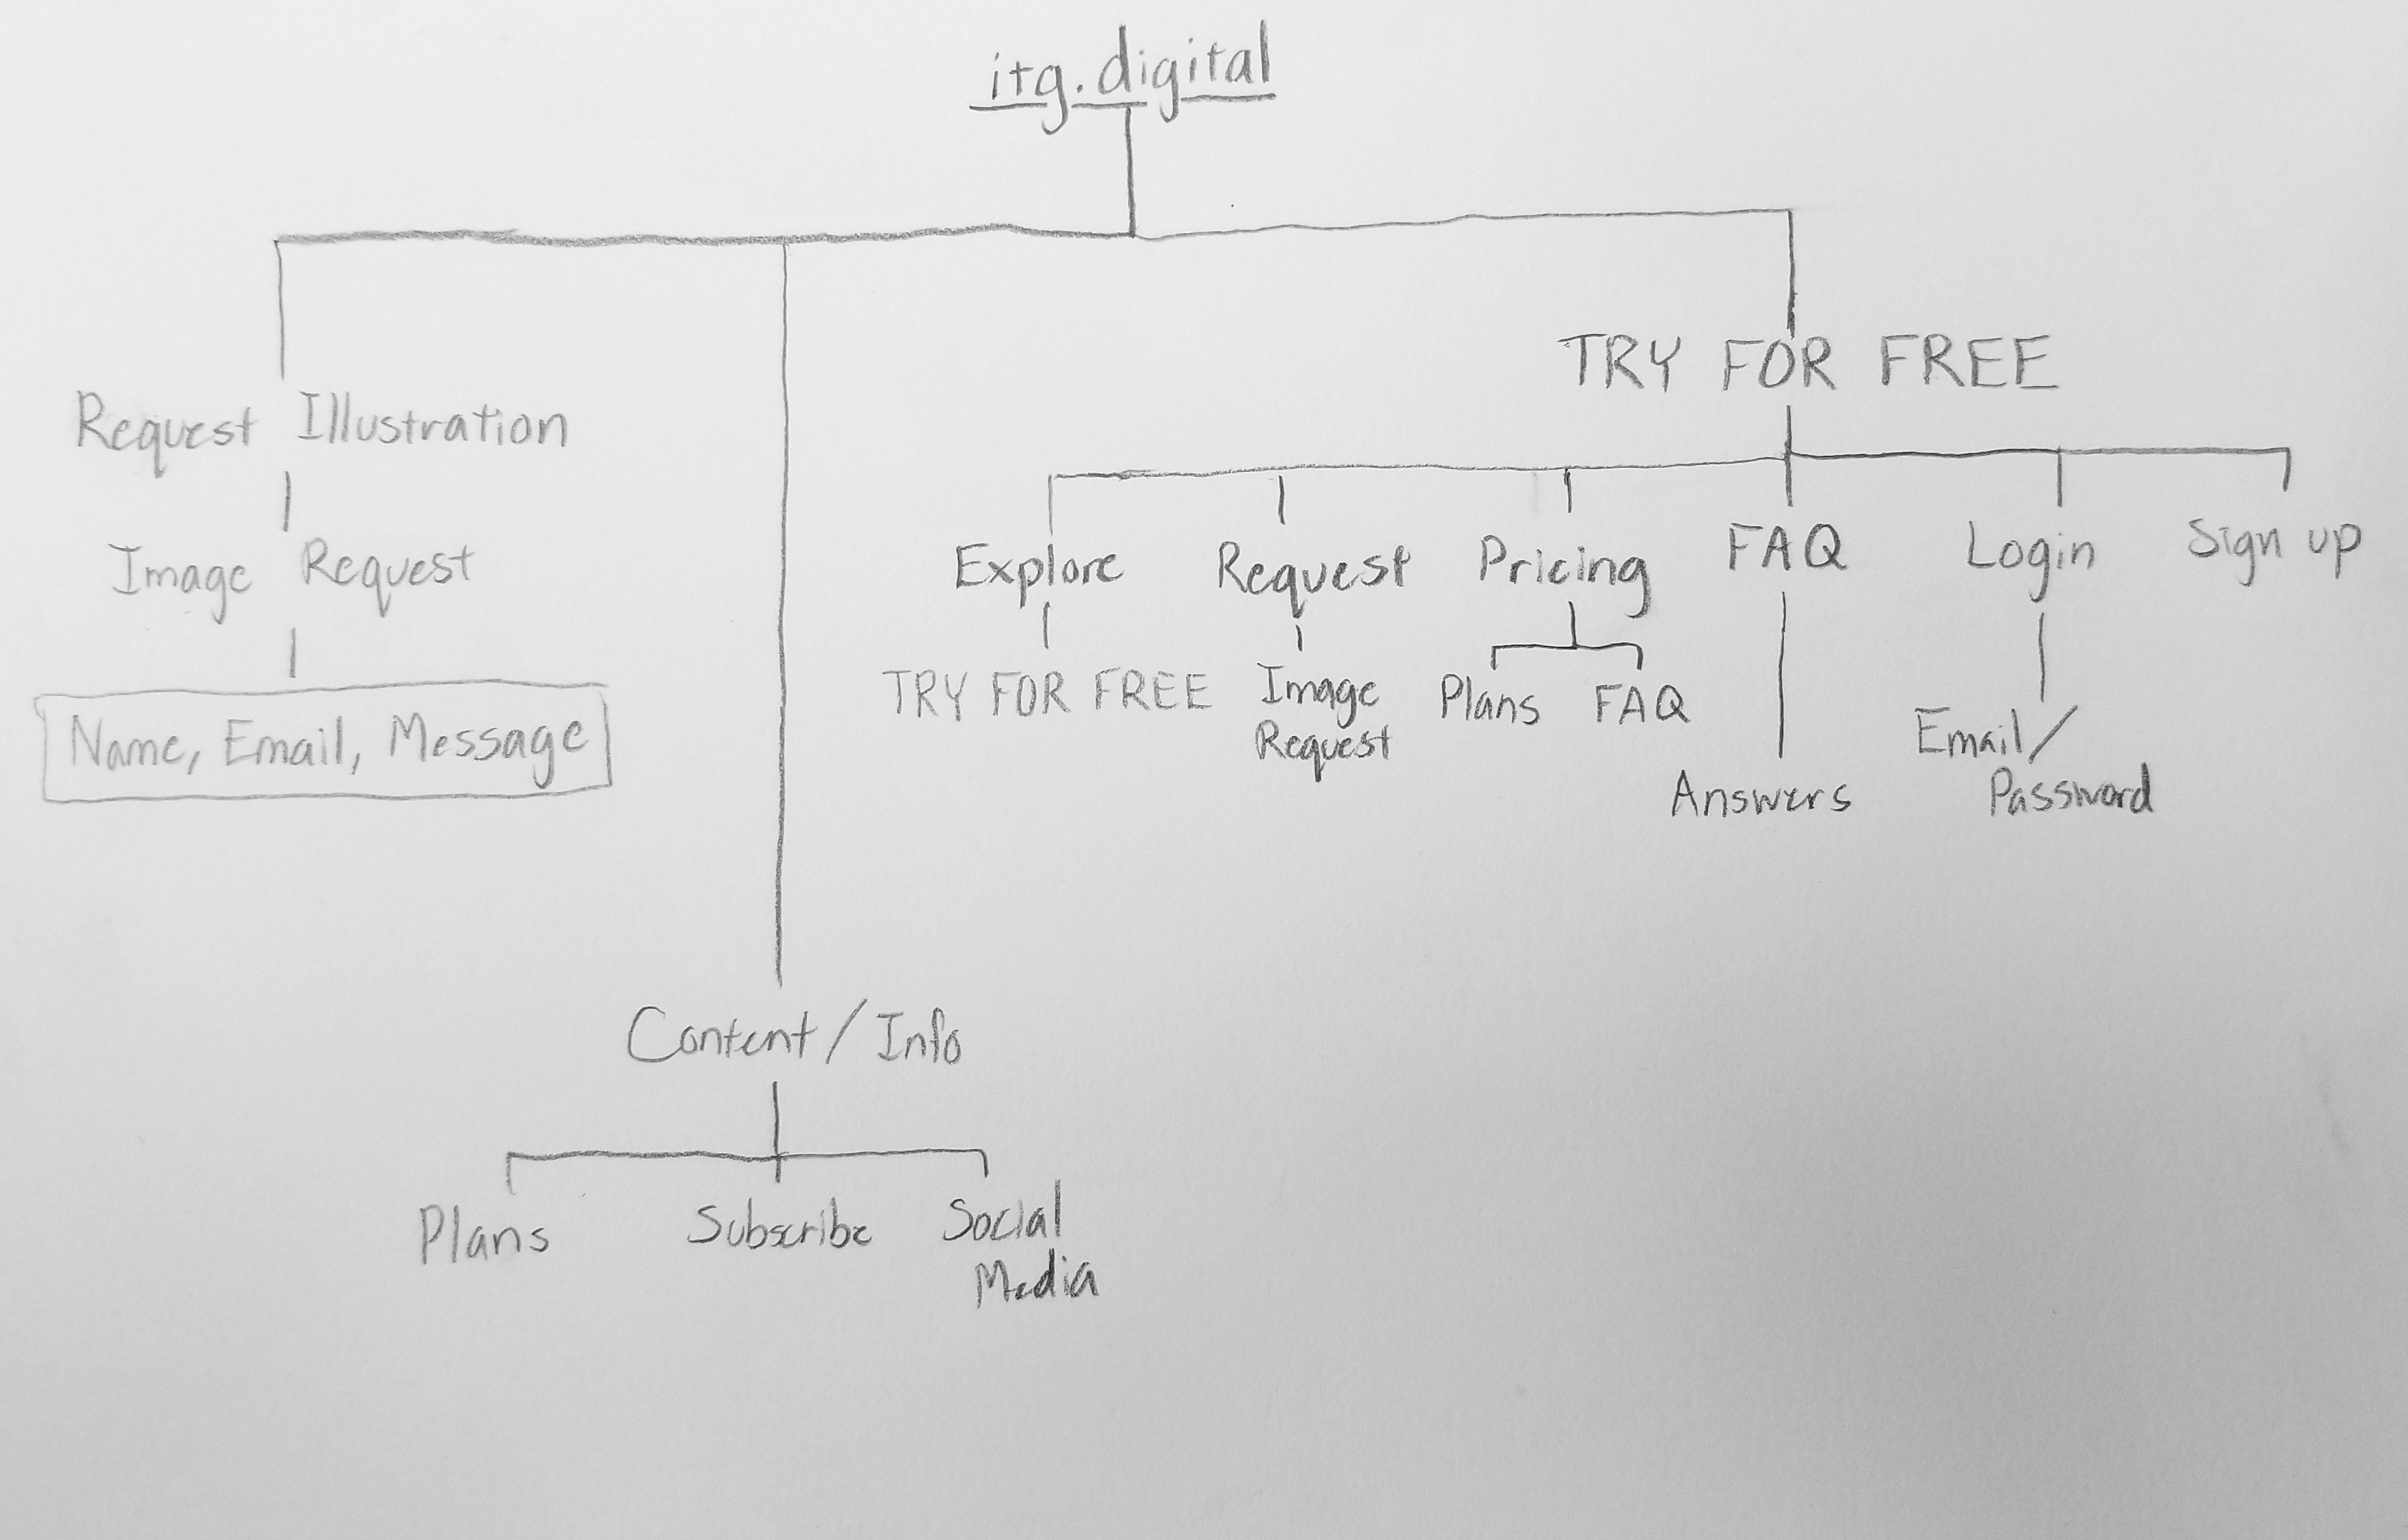 itg.digital
TRY FOR FREE
Request Illustration
Explore Request Pricing FAQ Login Sign up
Image Request
TRY FOR FREE Image Plans FAQ
Request
Name, Email, Message
Email/
Answers Password
Content/Info
Plans Subscribe Social
Media